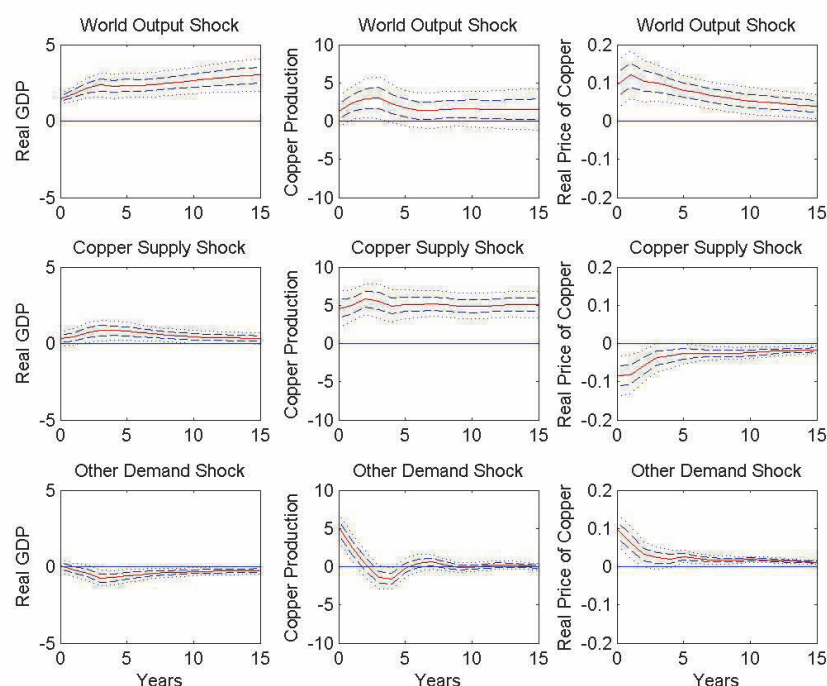 World Output Shock
World Output Shock
World Output Shock
Real GDP
5
0
-5
0 5 10 15
Copper Production
10
5
0
-5
-10
0 5 10 15
Real Price of Copper
0.2
0.1
0
-0.1
-0.2
0 5 10 15
Copper Supply Shock
Copper Supply Shock
Copper Supply Shock
Real GDP
5
0
-5
0 5 10 15
Copper Production
10
5
0
-5
-10
0 5 10 15
Real Price of Copper
0.2
0.1
0
-0.1
-0.2
0 5 10 15
Other Demand Shock
Other Demand Shock
Other Demand Shock
Real GDP
5
0
-5
0 5 10 15
Years
Copper Production
10
5
0
-5
-10
0 5 10 15
Years
Real Price of Copper
0.2
0.1
0
-0.1
-0.2
0 5 10 15
Years